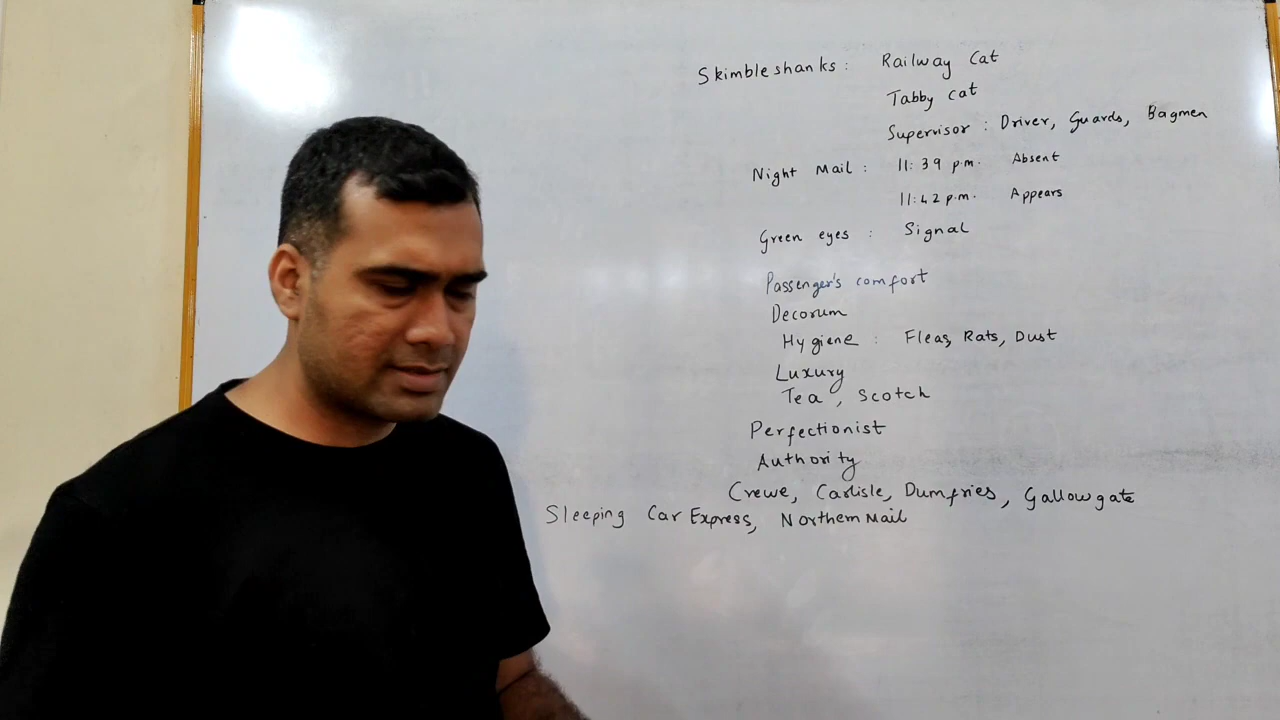 Skimbleshanks : Railway Cat
Tabby cat
Supervisor : Driver, Guards, Bagmen
Night Mail : 11:39 p.m. Absent
11:42 p.m. Appears
Green eyes : Signal
Passenger's comfort
Decorum
Hygiene : Fleas, Rats, Dust
Luxury
Tea , Scotch
Perfectionist
Authority
Crewe, Carlisle, Dumfries, Gallowgate
Sleeping Car Express, Northern Mail